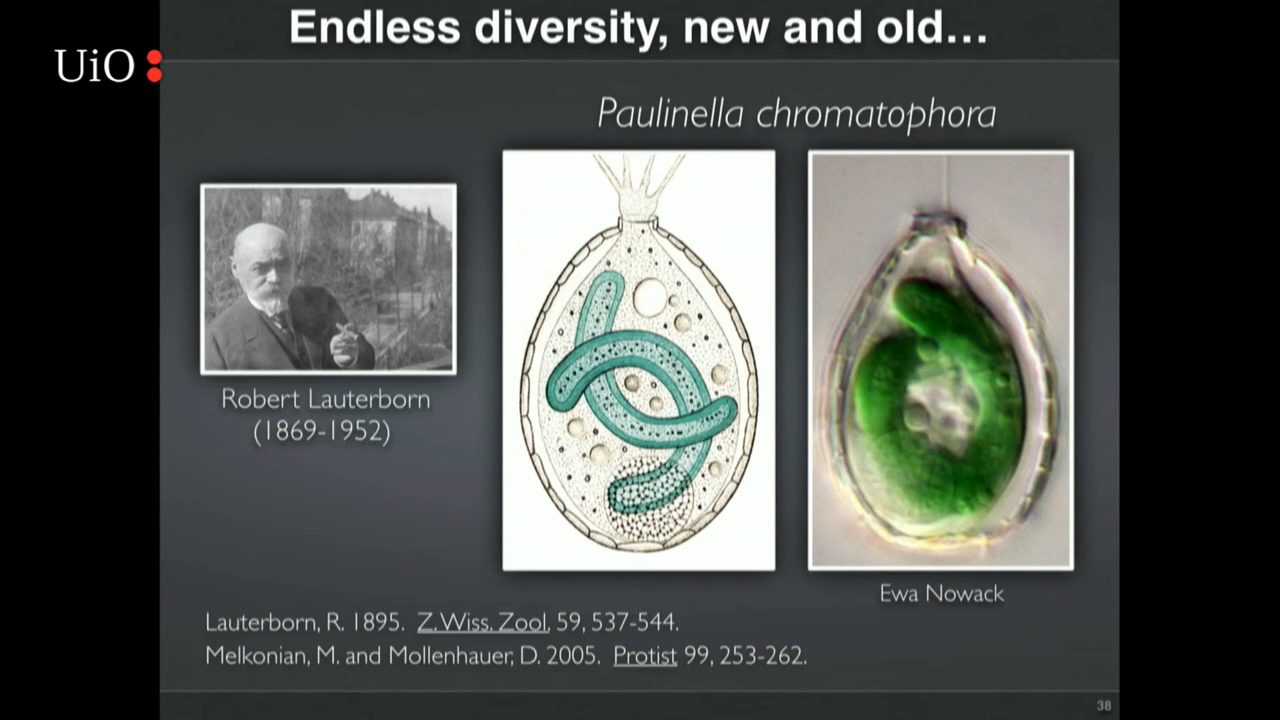 Endless diversity, new and old...
UiO:
Paulinella chromatophora
Robert Lauterborn
(1869-1952)
Ewa Nowack
Lauterborn, R. 1895. Z. Wiss. Zool. 59, 537-544.
Melkonian, M. and Mollenhauer, D. 2005. Protist 99, 253-262.
38